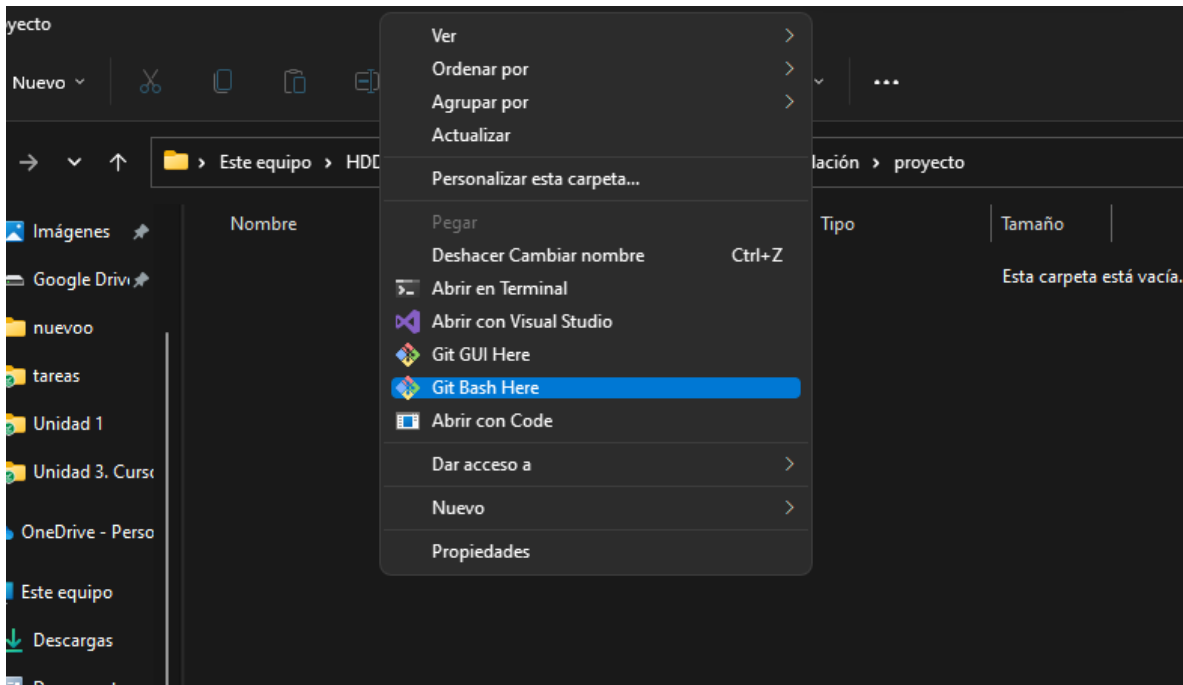 yecto
Nuevo
Este equipo > HDD
lación > proyecto
Nombre
Tipo
Tamaño
Esta carpeta está vacía.
Imágenes
Google Driv
nuevoo
tareas
Unidad 1
Unidad 3. Curso
OneDrive - Perso
Este equipo
Descargas
Ver
Ordenar por
Agrupar por
Actualizar
Personalizar esta carpeta...
Pegar
Deshacer Cambiar nombre Ctrl+Z
Abrir en Terminal
Abrir con Visual Studio
Git GUI Here
Git Bash Here
Abrir con Code
Dar acceso a
Nuevo
Propiedades